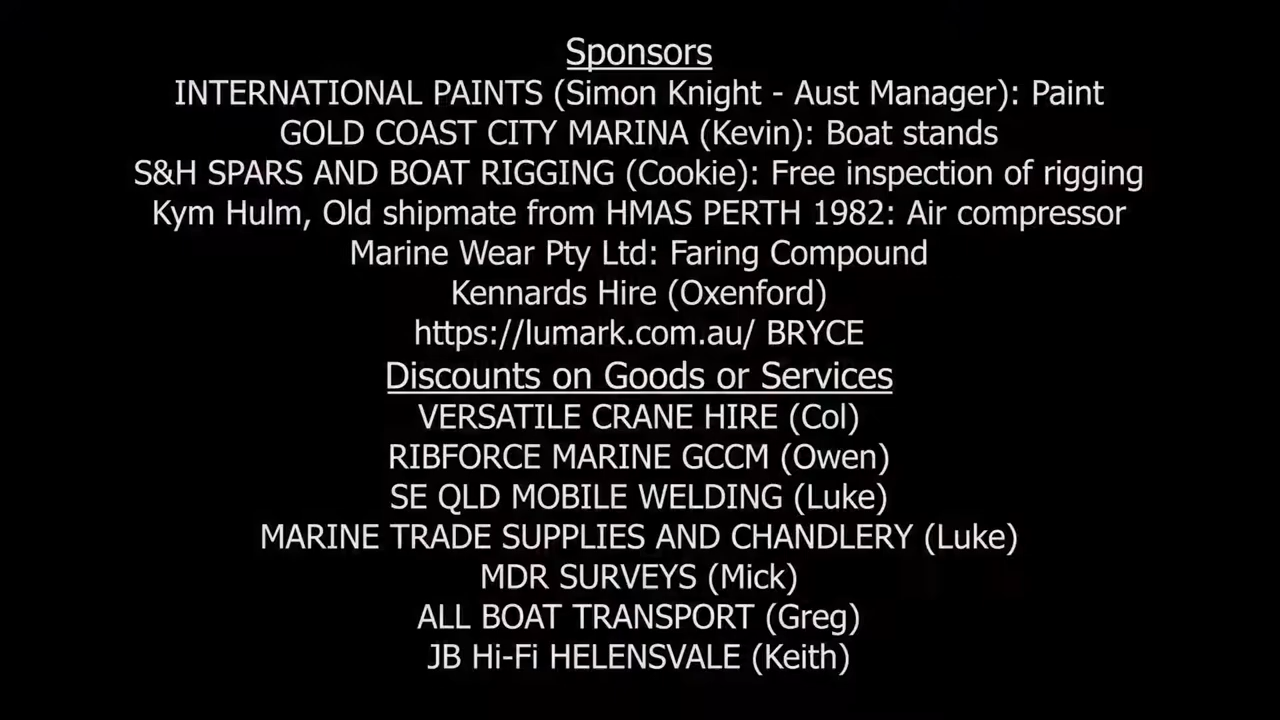 Sponsors
INTERNATIONAL PAINTS (Simon Knight - Aust Manager): Paint
GOLD COAST CITY MARINA (Kevin): Boat stands
S&H SPARS AND BOAT RIGGING (Cookie): Free inspection of rigging
Kym Hulm, Old shipmate from HMAS PERTH 1982: Air compressor
Marine Wear Pty Ltd: Faring Compound
Kennards Hire (Oxenford)
https://lumark.com.au/ BRYCE
Discounts on Goods or Services
VERSATILE CRANE HIRE (Col)
RIBFORCE MARINE GCCM (Owen)
SE QLD MOBILE WELDING (Luke)
MARINE TRADE SUPPLIES AND CHANDLERY (Luke)
MDR SURVEYS (Mick)
ALL BOAT TRANSPORT (Greg)
JB Hi-Fi HELENSVALE (Keith)